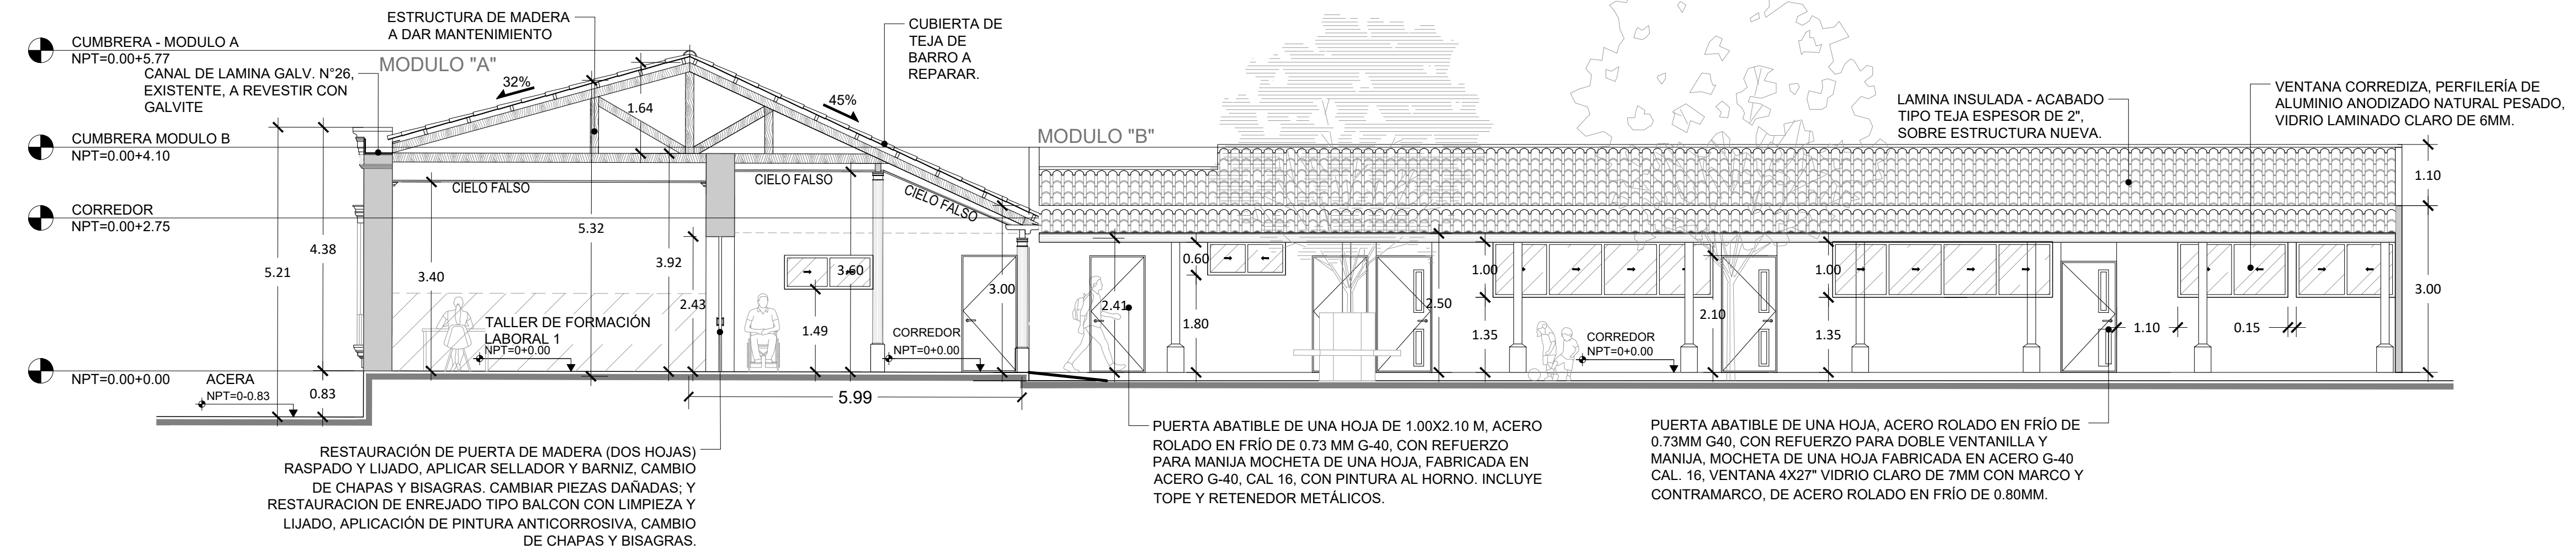 ESTRUCTURA DE MADERA
A DAR MANTENIMIENTO
CUBIERTA DE
TEJA DE
BARRO A
REPARAR.
CUMBRERA - MODULO A
NPT=0.00+5.77
CANAL DE LAMINA GALV. N°26,
EXISTENTE, A REVESTIR CON
GALVITE
MODULO "A"
32%
45%
1.64
CUMBRERA MODULO B
NPT=0.00+4.10
MODULO "B"
LAMINA INSULADA - ACABADO
TIPO TEJA ESPESOR DE 2",
SOBRE ESTRUCTURA NUEVA.
VENTANA CORREDIZA, PERFILERÍA DE
ALUMINIO ANODIZADO NATURAL PESADO,
VIDRIO LAMINADO CLARO DE 6MM.
CIELO FALSO
CIELO FALSO
CIELO FALSO
1.10
CORREDOR
NPT=0.00+2.75
5.21
4.38
3.40
5.32
3.92
2.43
3.60
1.49
3.00
2.41
0.60
1.80
2.50
1.00
1.35
2.10
1.00
1.35
1.10
0.15
3.00
TALLER DE FORMACIÓN
LABORAL 1
NPT=0+0.00
CORREDOR
NPT=0+0.00
CORREDOR
NPT=0+0.00
NPT=0.00+0.00
ACERA
NPT=0-0.83
0.83
5.99
RESTAURACIÓN DE PUERTA DE MADERA (DOS HOJAS)
RASPADO Y LIJADO, APLICAR SELLADOR Y BARNIZ, CAMBIO
DE CHAPAS Y BISAGRAS. CAMBIAR PIEZAS DAÑADAS; Y
RESTAURACION DE ENREJADO TIPO BALCON CON LIMPIEZA Y
LIJADO, APLICACIÓN DE PINTURA ANTICORROSIVA, CAMBIO
DE CHAPAS Y BISAGRAS.
PUERTA ABATIBLE DE UNA HOJA DE 1.00X2.10 M, ACERO
ROLADO EN FRÍO DE 0.73 MM G-40, CON REFUERZO
PARA MANIJA MOCHETA DE UNA HOJA, FABRICADA EN
ACERO G-40, CAL 16, CON PINTURA AL HORNO. INCLUYE
TOPE Y RETENEDOR METÁLICOS.
PUERTA ABATIBLE DE UNA HOJA, ACERO ROLADO EN FRÍO DE
0.73MM G40, CON REFUERZO PARA DOBLE VENTANILLA Y
MANIJA, MOCHETA DE UNA HOJA FABRICADA EN ACERO G-40
CAL. 16, VENTANA 4X27" VIDRIO CLARO DE 7MM CON MARCO Y
CONTRAMARCO, DE ACERO ROLADO EN FRÍO DE 0.80MM.